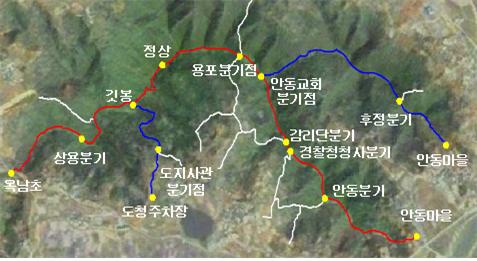 정상
용포분기점
깃봉
안동교회
분기점
후정분기
감리단분기
경찰청청사분기
상용분기
안동마을
도지사관
분기점
목남초
도청주차장
안동분기
안동마을